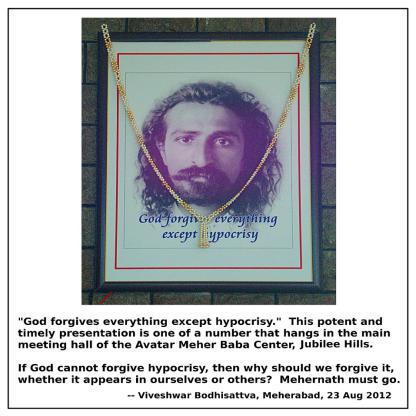 God forgives everything
except hypocrisy
"God forgives everything except hypocrisy."  This potent and
timely presentation is one of a number that hangs in the main
meeting hall of the Avatar Meher Baba Center, Jubilee Hills.
If God cannot forgive hypocrisy, then why should we forgive it,
whether it appears in ourselves or others?  Mehernath must go.
-- Viveshwar Bodhisattva, Meherabad, 23 Aug 2012